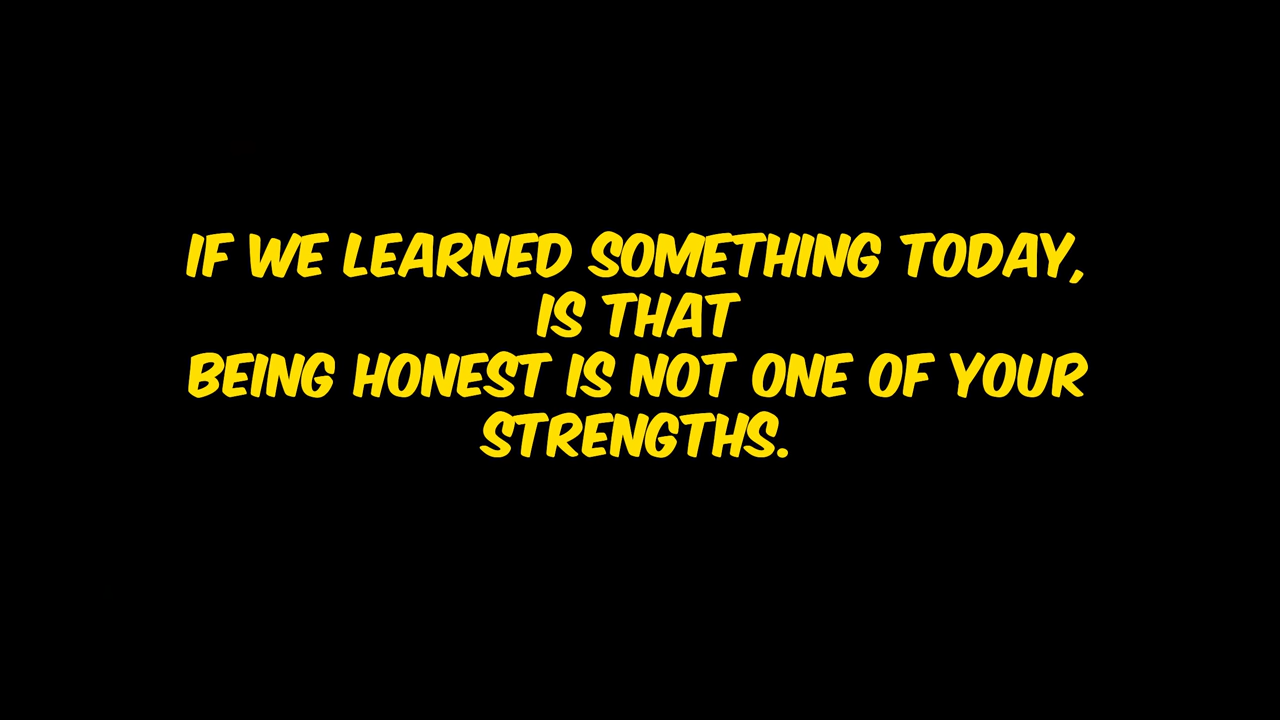 IF WE LEARNED SOMETHING TODAY,
IS THAT
BEING HONEST IS NOT ONE OF YOUR
STRENGTHS.